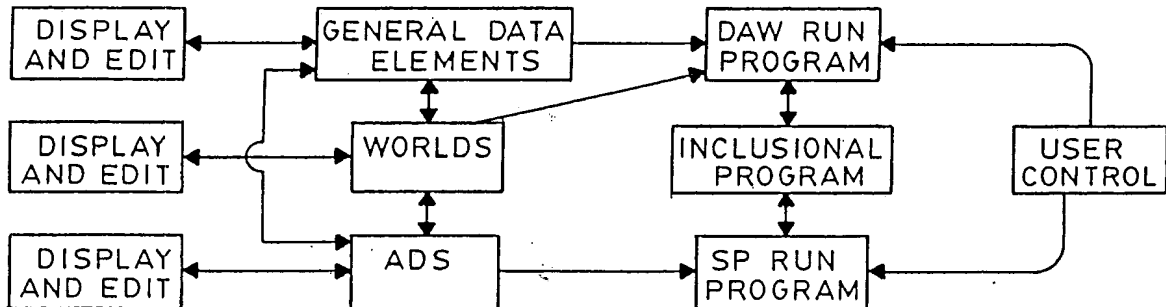 DISPLAY
AND EDIT
GENERAL DATA
ELEMENTS
DAW RUN
PROGRAM
DISPLAY
AND EDIT
WORLDS
INCLUSIONAL
PROGRAM
USER
CONTROL
DISPLAY
AND EDIT
ADS
SP RUN
PROGRAM